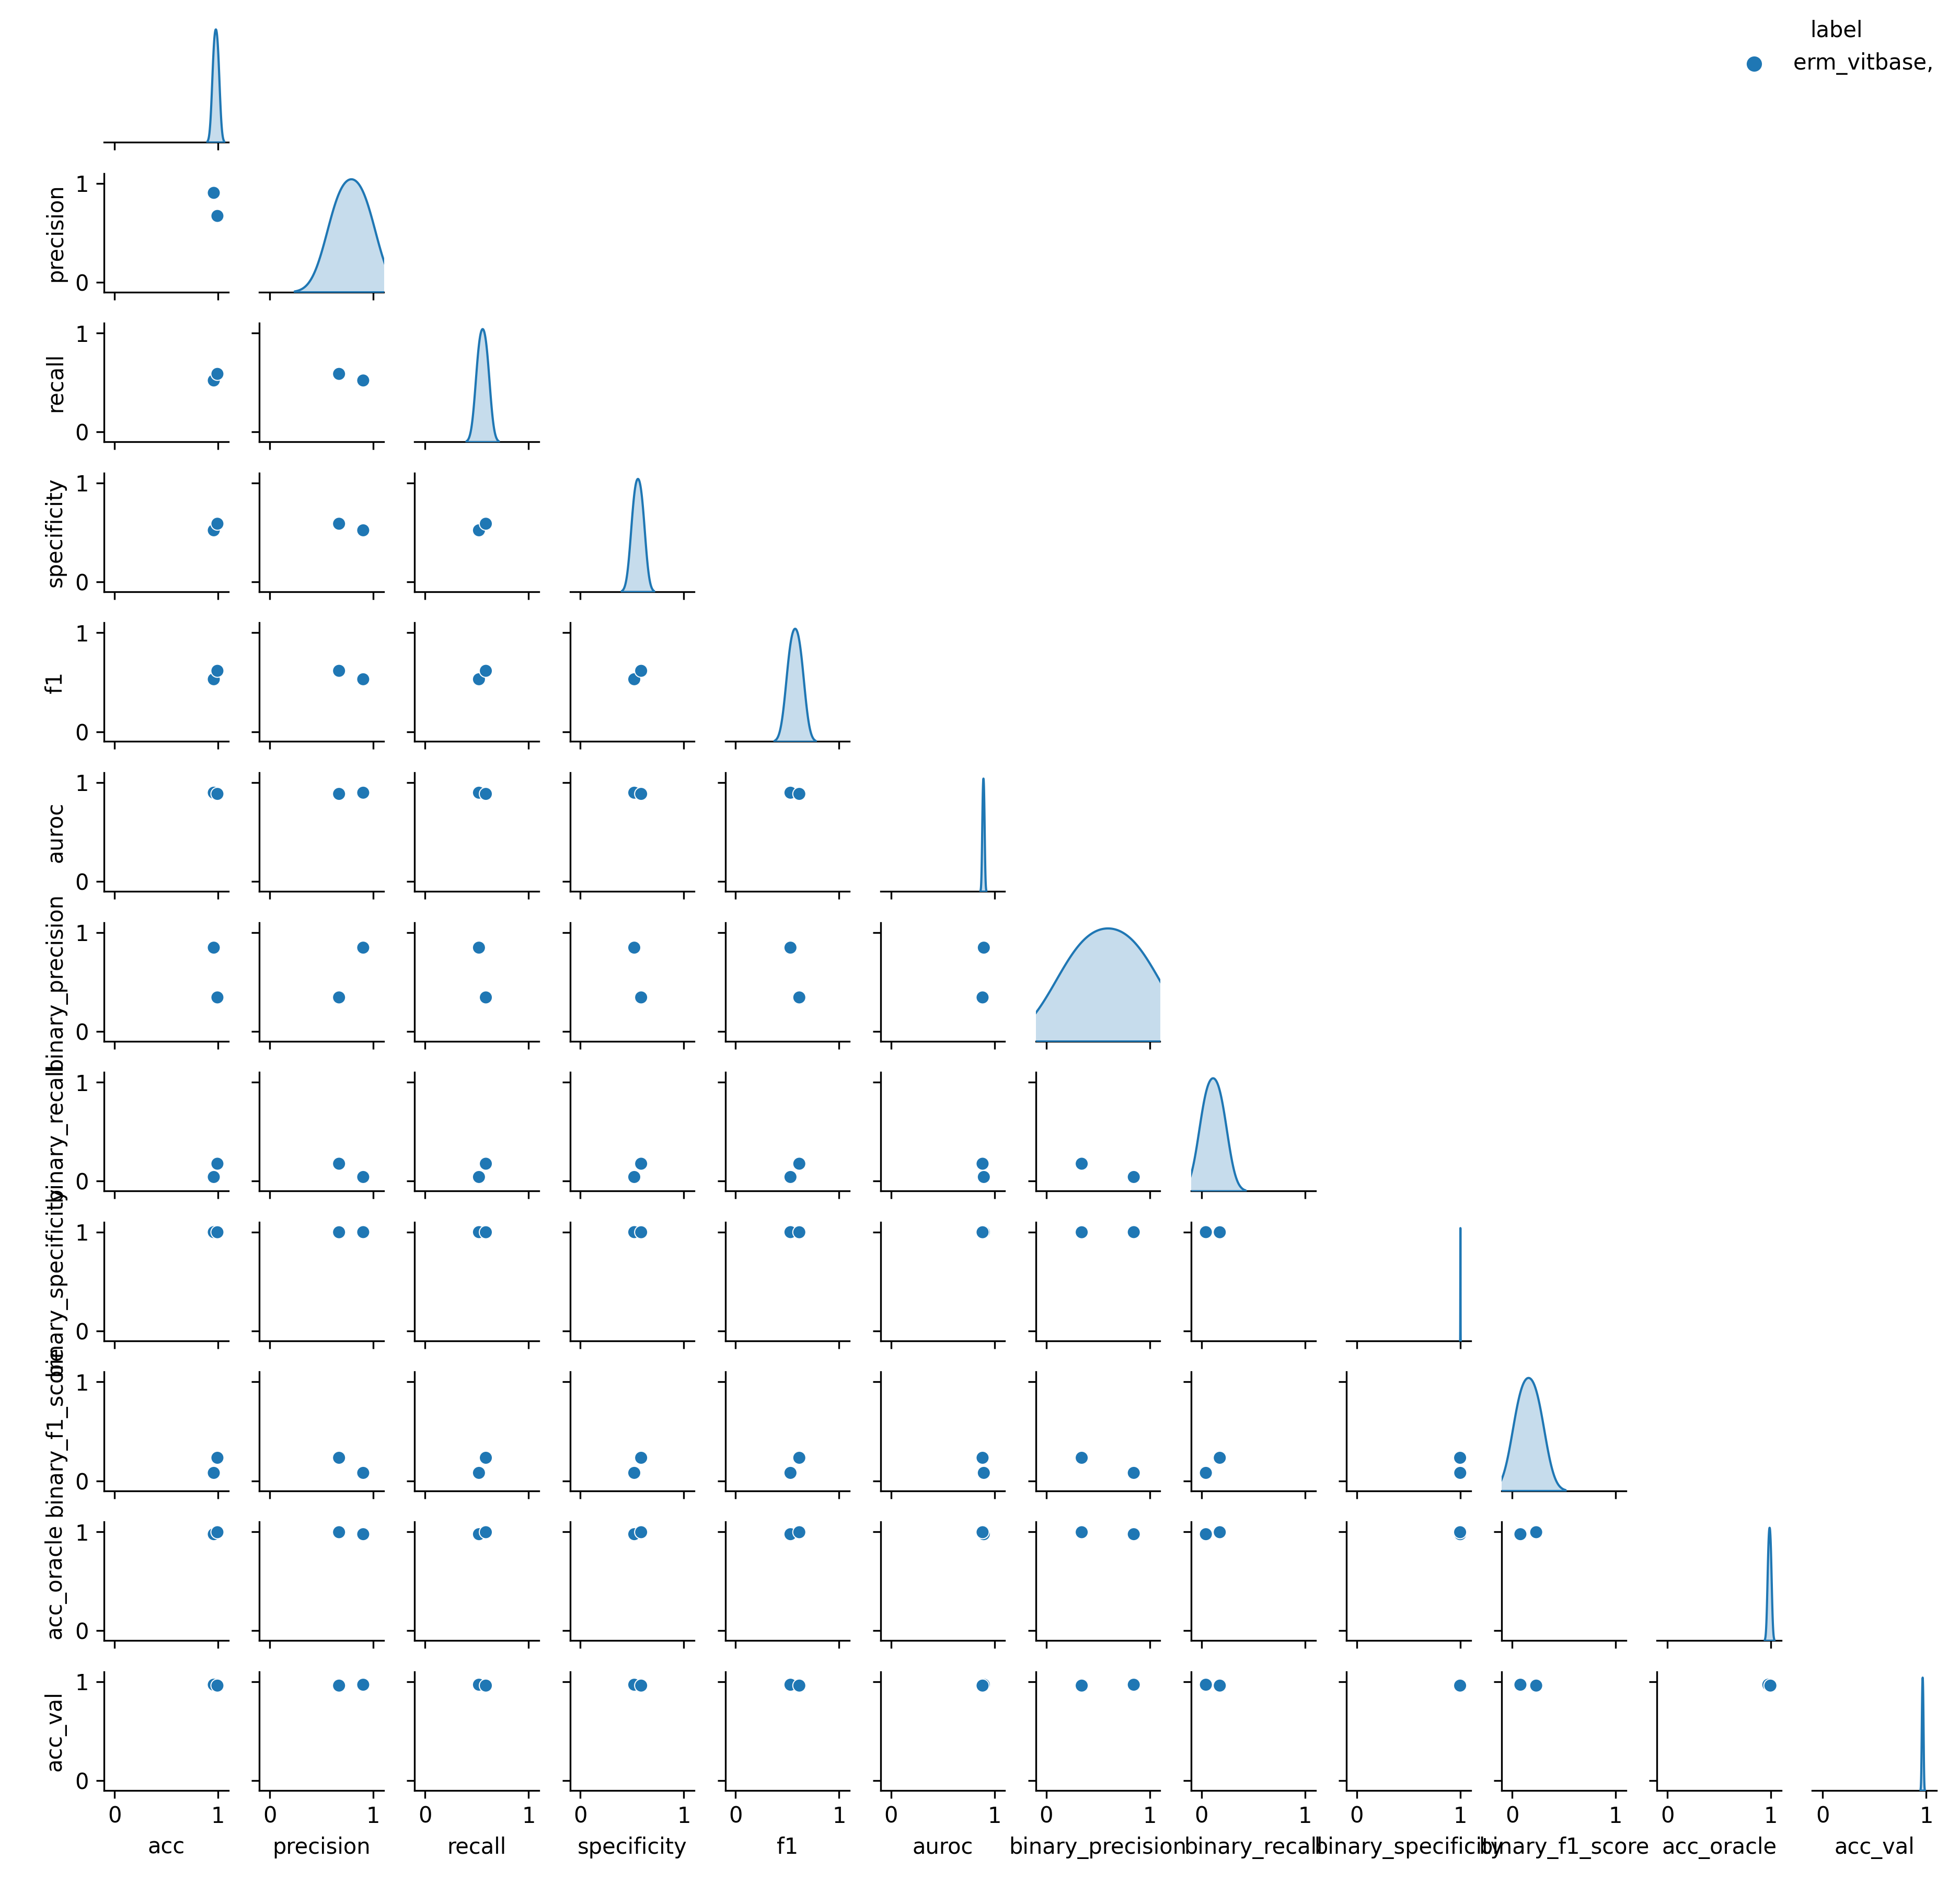 label
erm_vitbase,
1
precision
0
1
recall
0
1
specificity
0
1
f1
0
1
auroc
0
1
binary_precision
0
1
binary_recall
0
1
binary_specificity
0
1
binary_f1_score
0
1
acc_oracle
0
1
acc_val
0
0 1 0 1 0 1 0 1 0 1 0 1 0 1 0 1 0 1 0 1 0 1 0 1
acc precision recall specificity f1 auroc binary_precision binary_recall binary_specificity binary_f1_score acc_oracle acc_val